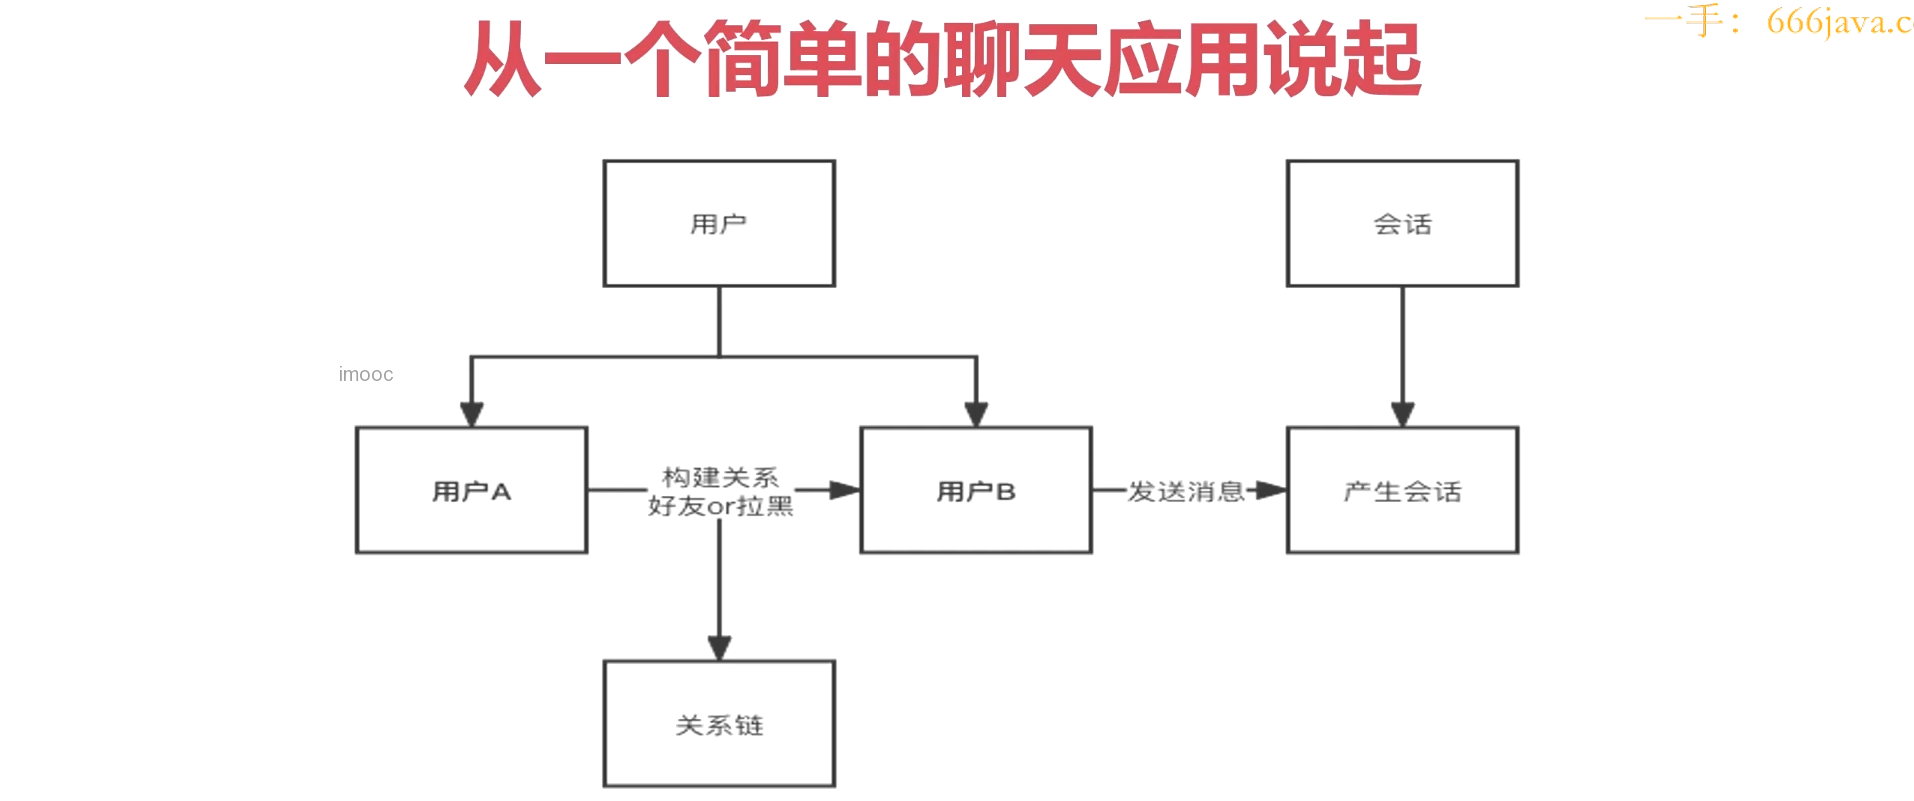 从一个简单的聊天应用说起
一手：666java.c
用户
会话
imooc
用户A
构建关系
好友or拉黑
用户B
发送消息
产生会话
关系链